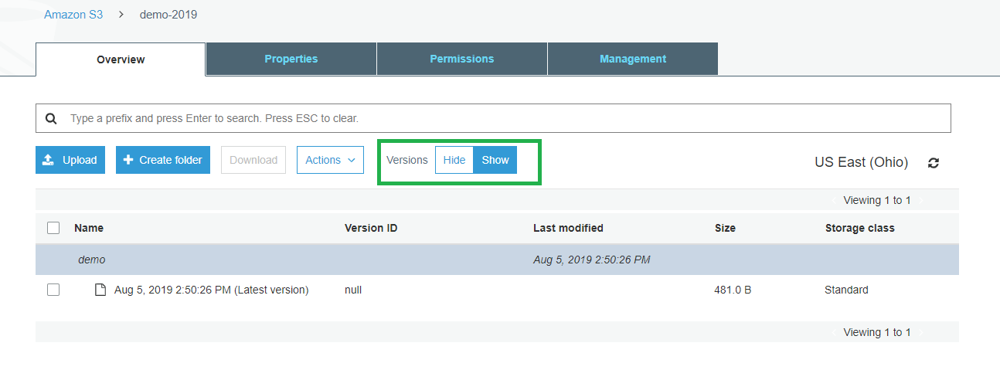 Amazon S3 > demo-2019
Overview Properties Permissions Management
Type a prefix and press Enter to search. Press ESC to clear.
Upload Create folder Download Actions Versions Hide Show US East (Ohio)
Viewing 1 to 1
Name Version ID Last modified Size Storage class
demo Aug 5, 2019 2:50:26 PM
Aug 5, 2019 2:50:26 PM (Latest version) null 481.0 B Standard
Viewing 1 to 1